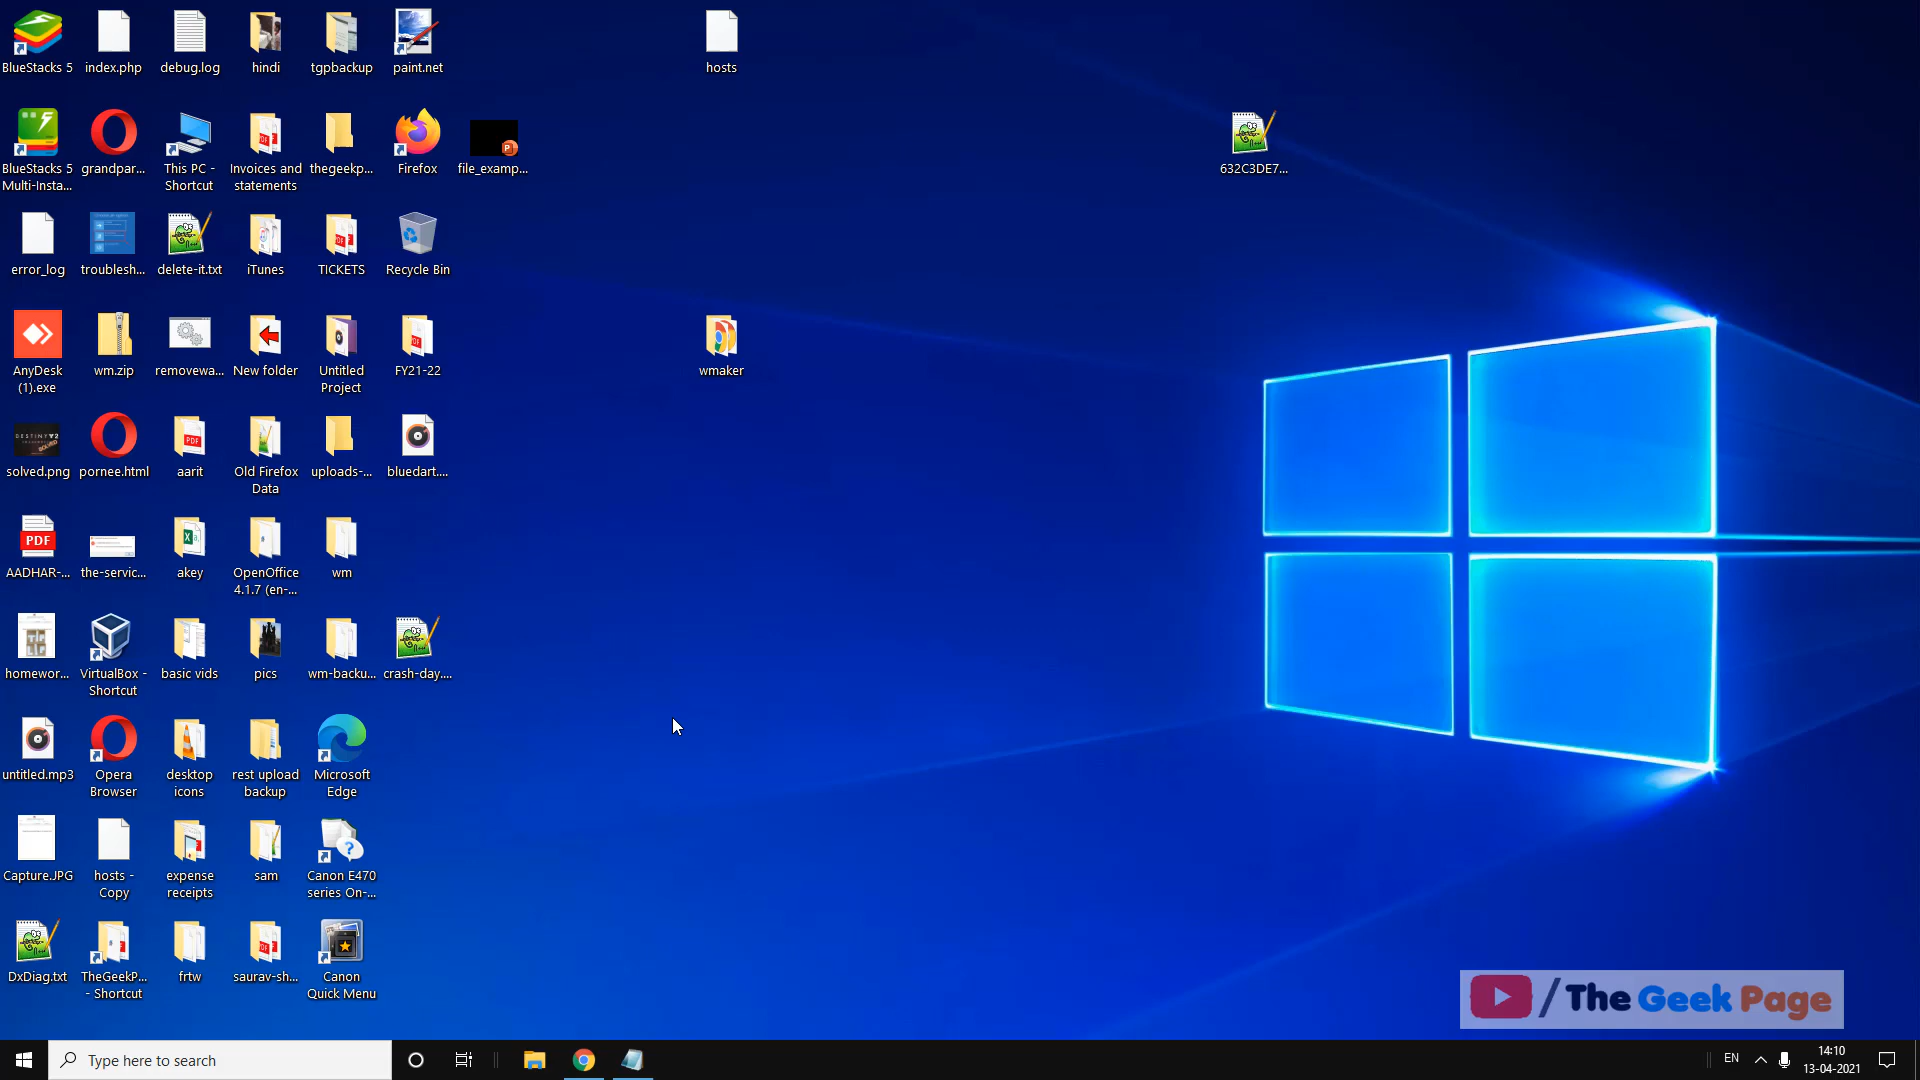 BlueStacks 5
index.php
debug.log
hindi
tgpbackup
paint.net
hosts
BlueStacks 5
Multi-Insta...
grandpar...
This PC -
Shortcut
Invoices and
statements
thegeekp...
Firefox
P
file_examp...
632C3DE7...
error_log
troublesh...
delete-it.txt
iTunes
PDF
TICKETS
Recycle Bin
AnyDesk
(1).exe
wm.zip
removewa...
New folder
Untitled
Project
FY21-22
wmaker
DESTINY 2
solved.png
pornee.html
PDF
aarit
Old Firefox
Data
uploads-...
bluedart....
PDF
AADHAR-...
the-servic...
akey
OpenOffice
4.1.7 (en-...
wm
homewor...
VirtualBox -
Shortcut
basic vids
pics
wm-backu...
crash-day....
untitled.mp3
Opera
Browser
desktop
icons
rest upload
backup
Microsoft
Edge
Capture.JPG
hosts -
Copy
expense
receipts
sam
Canon E470
series On-...
DxDiag.txt
TheGeekP...
- Shortcut
frtw
saurav-sh...
Canon
Quick Menu
/ The Geek Page
Type here to search
EN
14:10
13-04-2021